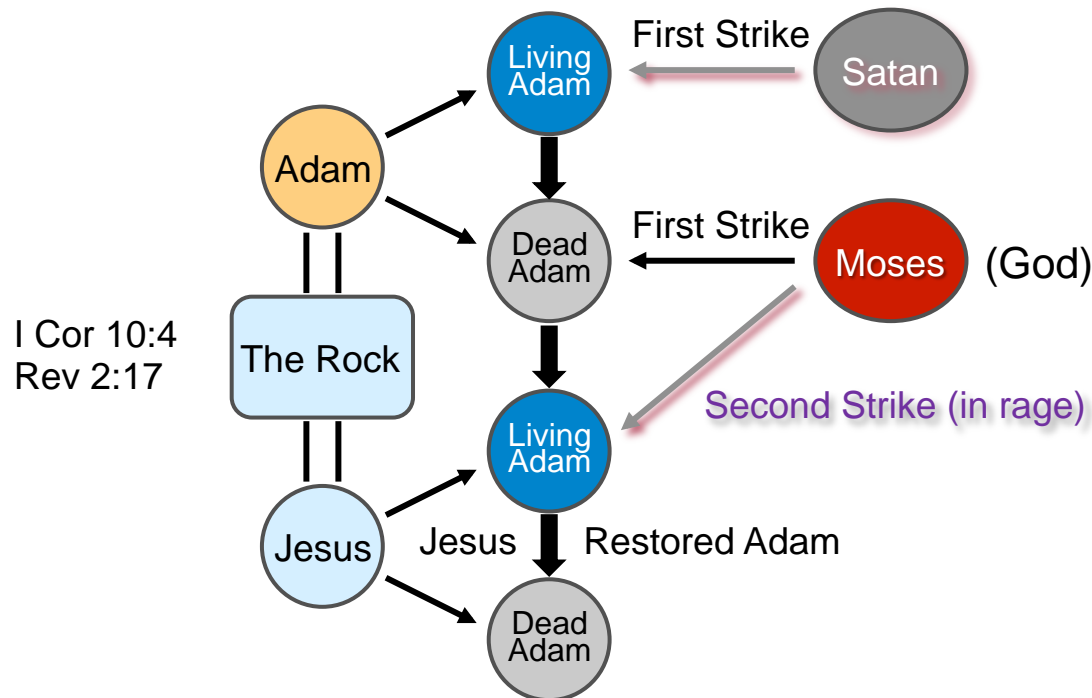 First Strike
Living
Adam
Satan
Adam
First Strike
Dead
Adam
Moses
(God)
I Cor 10:4
Rev 2:17
The Rock
Second Strike (in rage)
Living
Adam
Jesus
Jesus
Restored Adam
Dead
Adam